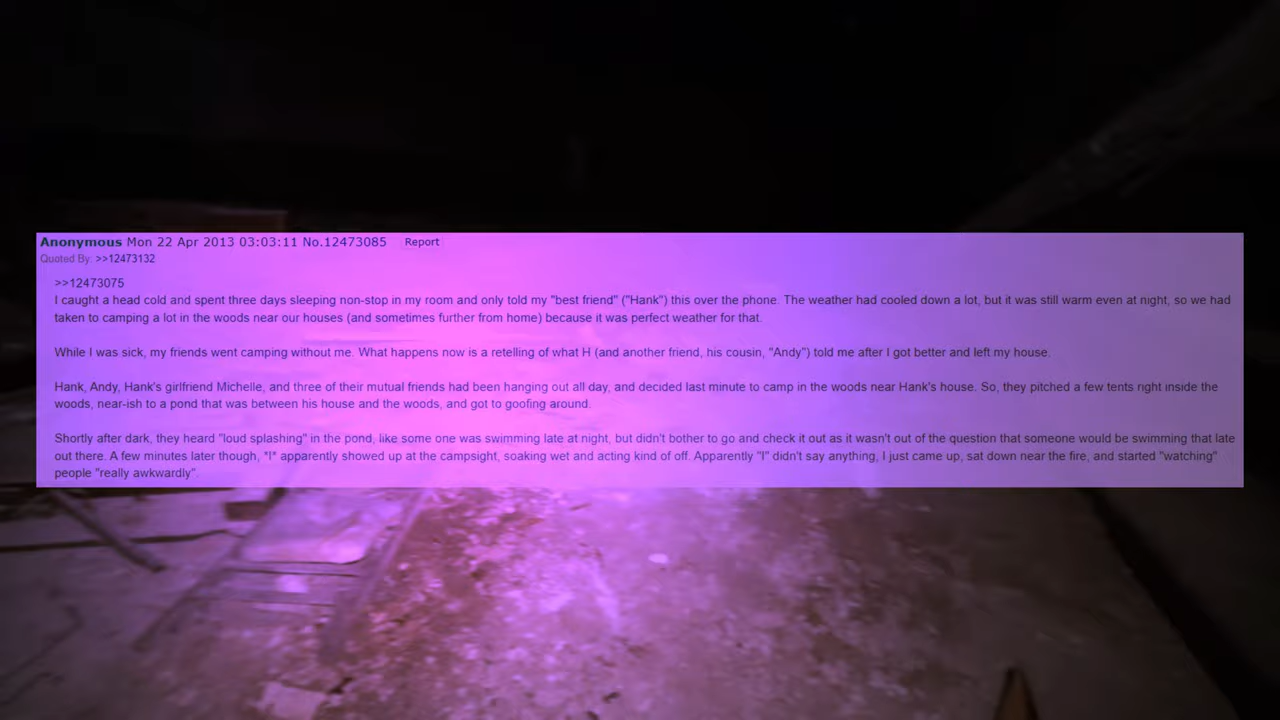 Anonymous Mon 22 Apr 2013 03:03:11 No.12473085 Report
Quoted By: >>12473132
>>12473075
I caught a head cold and spent three days sleeping non-stop in my room and only told my "best friend" ("Hank") this over the phone. The weather had cooled down a lot, but it was still warm even at night, so we had
taken to camping a lot in the woods near our houses (and sometimes further from home) because it was perfect weather for that.
While I was sick, my friends went camping without me. What happens now is a retelling of what H (and another friend, his cousin, "Andy") told me after I got better and left my house.
Hank, Andy, Hank's girlfriend Michelle, and three of their mutual friends had been hanging out all day, and decided last minute to camp in the woods near Hank's house. So, they pitched a few tents right inside the
woods, near-ish to a pond that was between his house and the woods, and got to goofing around.
Shortly after dark, they heard "loud splashing" in the pond, like some one was swimming late at night, but didn't bother to go and check it out as it wasn't out of the question that someone would be swimming that late
out there. A few minutes later though, *I* apparently showed up at the campsight, soaking wet and acting kind of off. Apparently "I" didn't say anything, I just came up, sat down near the fire, and started "watching"
people "really awkwardly".